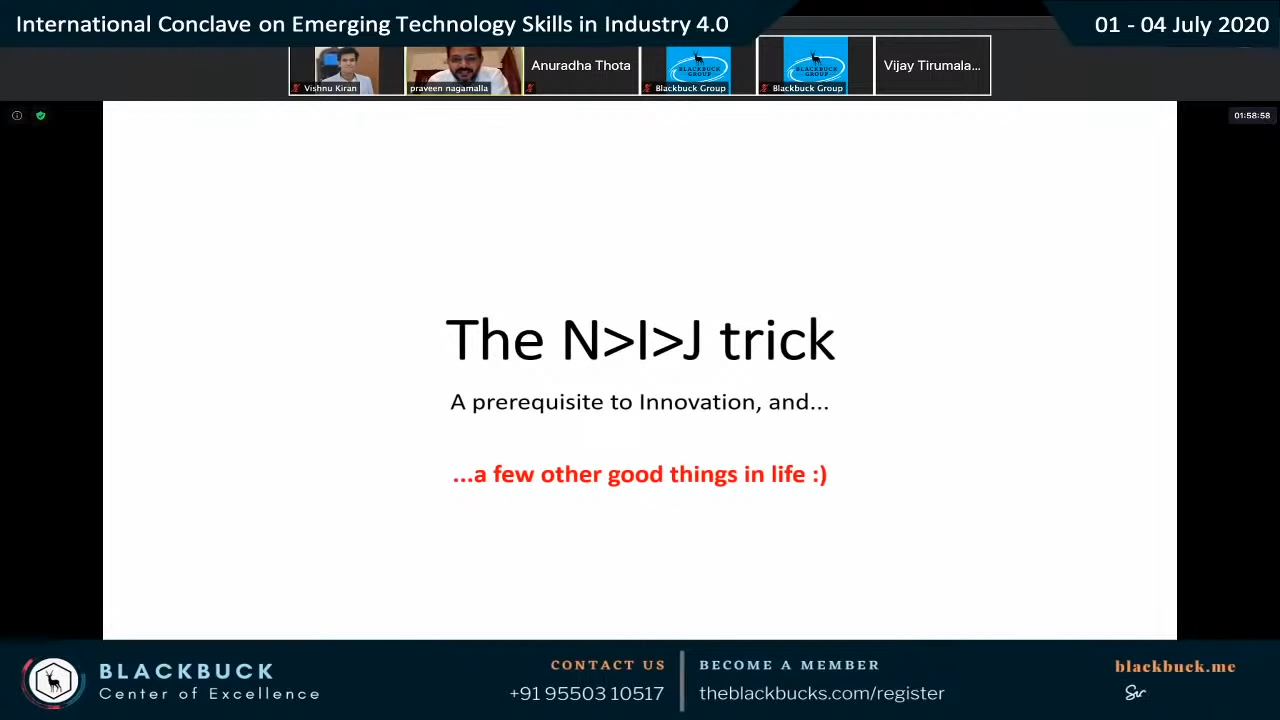 International Conclave on Emerging Technology Skills in Industry 4.0
01 - 04 July 2020
Anuradha Thota
Vijay Tirumala...
BLACKBUCK
GROUP
BLACKBUCK
GROUP
Vishnu Kiran
praveen nagamalla
Blackbuck Group
Blackbuck Group
01:58:58
The N>I>J trick
A prerequisite to Innovation, and...
...a few other good things in life :)
BLACKBUCK
Center of Excellence
CONTACT US
+91 95503 10517
BECOME A MEMBER
theblackbucks.com/register
blackbuck.me